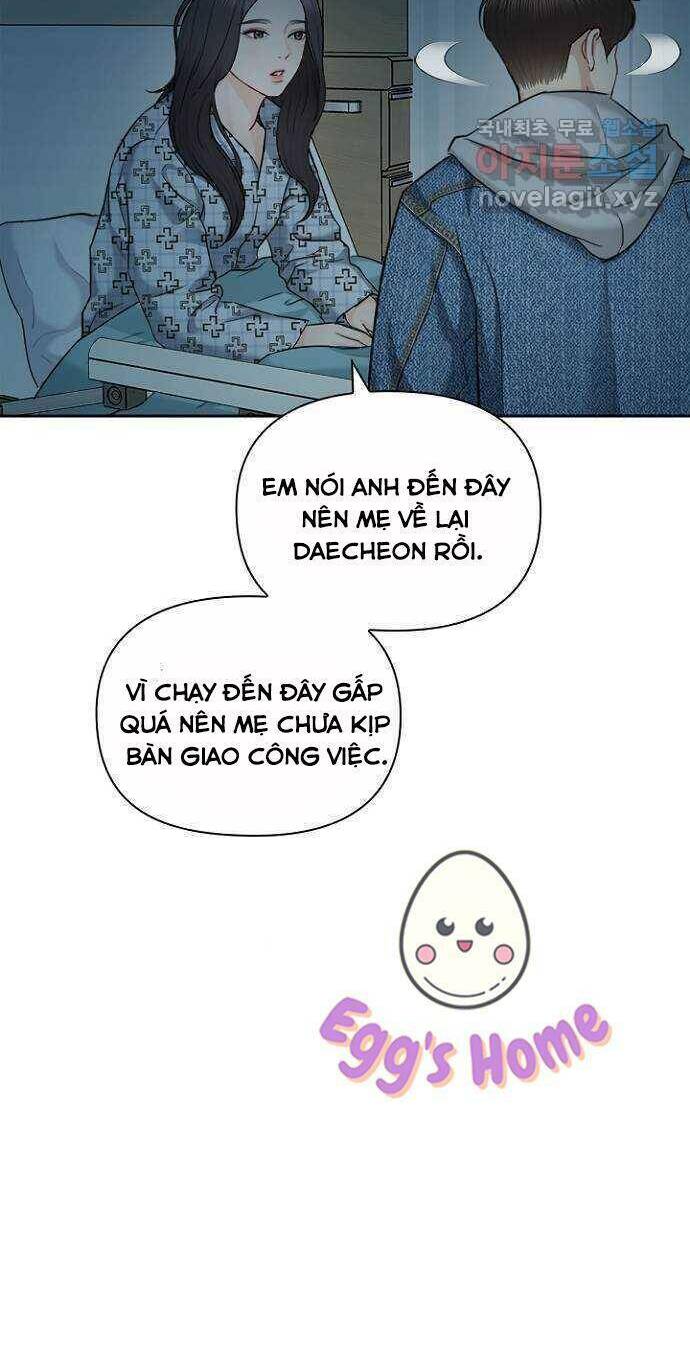 국내최초 무료 웹소설
아지툰소설
novelagit.xyz
EM NÓI ANH ĐẾN ĐÂY
NÊN MẸ VỀ LẠI
DAECHEON RỒI.
VÌ CHẠY ĐẾN ĐÂY GẤP
QUÁ NÊN MẸ CHƯA KỊP
BÀN GIAO CÔNG VIỆC.
Egg's Home